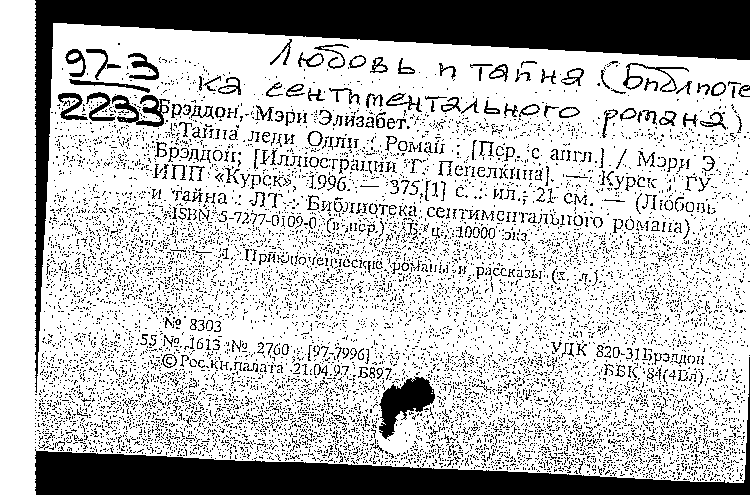 Любовь и тайна (Библиоте
97-3
2233
ка сентиментального романа)
Брэддон, Мэри Элизабет.
Тайна леди Одли : Роман : [Пер. с англ.] / Мэри Э.
Брэддон; [Иллюстрации Г. Пепелкина]. — Курск : ГУ
ИПП «Курск», 1996. — 375,[1] с. : ил.; 21 см. — (Любовь
и тайна : ЛТ : Библиотека сентиментального романа).
ISBN 5-7277-0109-0 (в пер.) : Б. ц., 10000 экз.
— — 1. Приключенческие романы и рассказы (х. л.)
№ 8303
55 № 1613 №  2760 [97-7996]
© Рос. кн. палата 21.04.97 Б897
УДК 820-31Брэддон
ББК 84(4Вл)